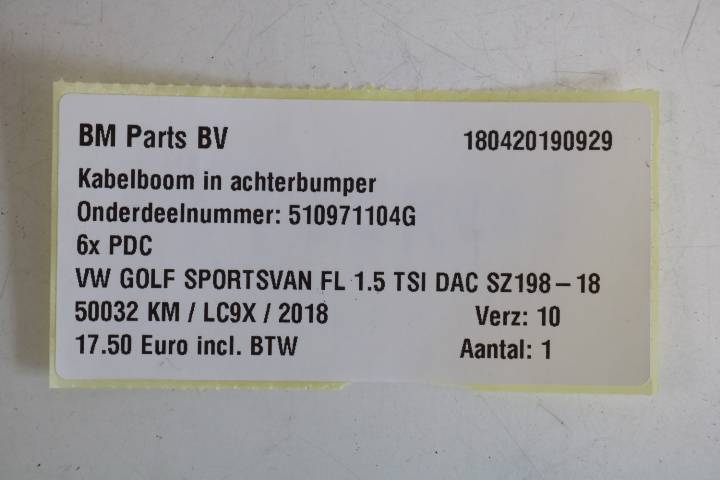 BM Parts BV 180420190929
Kabelboom in achterbumper
Onderdeelnummer: 510971104G
6x PDC
VW GOLF SPORTSVAN FL 1.5 TSI DAC SZ198-18
50032 KM / LC9X / 2018 Verz: 10
17.50 Euro incl. BTW Aantal: 1